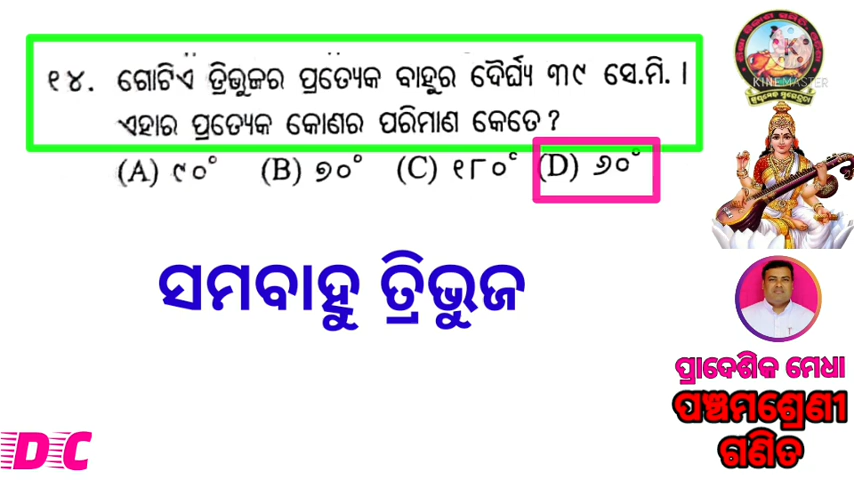 ୧୪. ଗୋଟିଏ ତ୍ରିଭୁଜର ପ୍ରତ୍ୟେକ ବାହୁର ଦୈର୍ଘ୍ୟ ୩୯ ସେ.ମି. ।
ଏହାର ପ୍ରତ୍ୟେକ କୋଣର ପରିମାଣ କେତେ ?
(A) ୯୦° (B) ୭୦° (C) ୧୮୦° (D) ୬୦°
ସମବାହୁ ତ୍ରିଭୁଜ
KINEMASTER
ପ୍ରାଦେଶିକ ମେଧା
ପଞ୍ଚମଶ୍ରେଣୀ
ଗଣିତ
DC